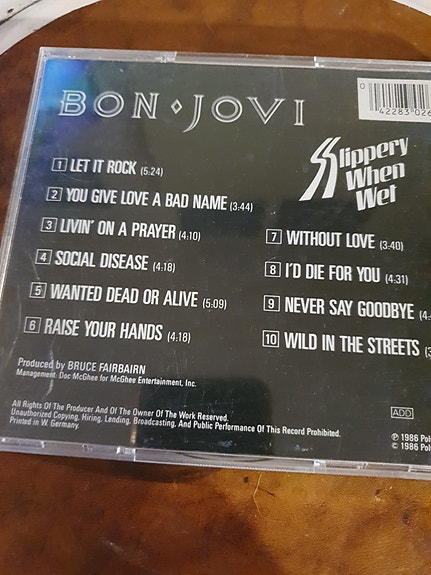 BON ◆ JOVI
0
42283 026
Slippery
When
Wet
1 LET IT ROCK (5:24)
2 YOU GIVE LOVE A BAD NAME (3:44)
3 LIVIN' ON A PRAYER (4:10)
4 SOCIAL DISEASE (4:18)
5 WANTED DEAD OR ALIVE (5:09)
6 RAISE YOUR HANDS (4:18)
7 WITHOUT LOVE (3:40)
8 I'D DIE FOR YOU (4:31)
9 NEVER SAY GOODBYE (4:
10 WILD IN THE STREETS
Produced by BRUCE FAIRBAIRN
Management: Doc McGhee for McGhee Entertainment, Inc.
All Rights Of The Producer And Of The Owner Of The Work Reserved.
Unauthorized Copying, Hiring, Lending, Broadcasting, And Public Performance Of This Record Prohibited.
Printed in W. Germany.
ADD
℗ 1986
© 1986